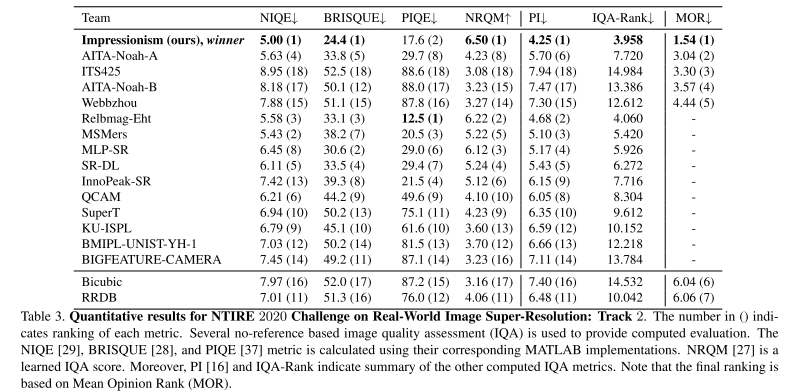 Team NIQE↓ BRISQUE↓ PIQE↓ NRQM↑ PI↓ IQA-Rank↓ MOR↓
Impressionism (ours), winner 5.00 (1) 24.4 (1) 17.6 (2) 6.50 (1) 4.25 (1) 3.958 1.54 (1)
AITA-Noah-A 5.63 (4) 33.8 (5) 29.7 (8) 4.23 (8) 5.70 (6) 7.720 3.04 (2)
ITS425 8.95 (18) 52.5 (18) 88.6 (18) 3.08 (18) 7.94 (18) 14.984 3.30 (3)
AITA-Noah-B 8.18 (17) 50.1 (12) 88.0 (17) 3.23 (15) 7.47 (17) 13.386 3.57 (4)
Webbzhou 7.88 (15) 51.1 (15) 87.8 (16) 3.27 (14) 7.30 (15) 12.612 4.44 (5)
Relbmag-Eht 5.58 (3) 33.1 (3) 12.5 (1) 6.22 (2) 4.68 (2) 4.060 -
MSMers 5.43 (2) 38.2 (7) 20.5 (3) 5.22 (5) 5.10 (3) 5.420 -
MLP-SR 6.45 (8) 30.6 (2) 29.0 (6) 6.12 (3) 5.17 (4) 5.926 -
SR-DL 6.11 (5) 33.5 (4) 29.4 (7) 5.24 (4) 5.43 (5) 6.272 -
InnoPeak-SR 7.42 (13) 39.3 (8) 21.5 (4) 5.12 (6) 6.15 (9) 7.716 -
QCAM 6.21 (6) 44.2 (9) 49.6 (9) 4.10 (10) 6.05 (8) 8.304 -
SuperT 6.94 (10) 50.2 (13) 75.1 (11) 4.23 (9) 6.35 (10) 9.612 -
KU-ISPL 6.79 (9) 45.1 (10) 61.6 (10) 3.60 (13) 6.59 (12) 10.152 -
BMIPL-UNIST-YH-1 7.03 (12) 50.2 (14) 81.5 (13) 3.70 (12) 6.66 (13) 12.218 -
BIGFEATURE-CAMERA 7.45 (14) 49.2 (11) 87.1 (14) 3.23 (16) 7.11 (14) 13.784 -
Bicubic 7.97 (16) 52.0 (17) 87.2 (15) 3.16 (17) 7.40 (16) 14.532 6.04 (6)
RRDB 7.01 (11) 51.3 (16) 76.0 (12) 4.06 (11) 6.48 (11) 10.042 6.06 (7)
Table 3. Quantitative results for NTIRE 2020 Challenge on Real-World Image Super-Resolution: Track 2. The number in () indi-
cates ranking of each metric. Several no-reference based image quality assessment (IQA) is used to provide computed evaluation. The
NIQE [29], BRISQUE [28], and PIQE [37] metric is calculated using their corresponding MATLAB implementations. NRQM [27] is a
learned IQA score. Moreover, PI [16] and IQA-Rank indicate summary of the other computed IQA metrics. Note that the final ranking is
based on Mean Opinion Rank (MOR).